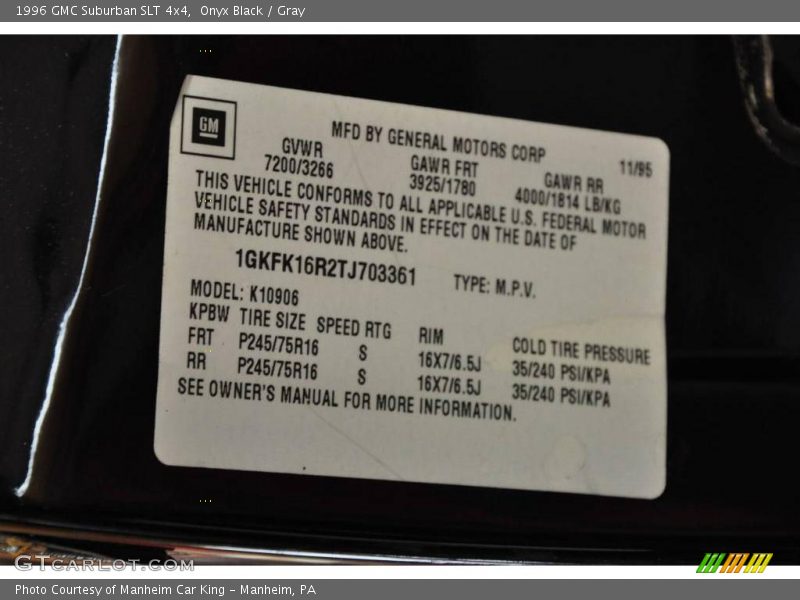 1996 GMC Suburban SLT 4x4,  Onyx Black / Gray
GM
MFD BY GENERAL MOTORS CORP
11/95
GVWR GAWR FRT GAWR RR
7200/3266 3925/1780 4000/1814 LB/KG
THIS VEHICLE CONFORMS TO ALL APPLICABLE U.S. FEDERAL MOTOR
VEHICLE SAFETY STANDARDS IN EFFECT ON THE DATE OF
MANUFACTURE SHOWN ABOVE.
1GKFK16R2TJ703361 TYPE: M.P.V.
MODEL: K10906
KPBW TIRE SIZE SPEED RTG RIM COLD TIRE PRESSURE
FRT P245/75R16 S 16X7/6.5J 35/240 PSI/KPA
RR P245/75R16 S 16X7/6.5J 35/240 PSI/KPA
SEE OWNER'S MANUAL FOR MORE INFORMATION.
GTCARLOT.COM
Photo Courtesy of Manheim Car King - Manheim, PA